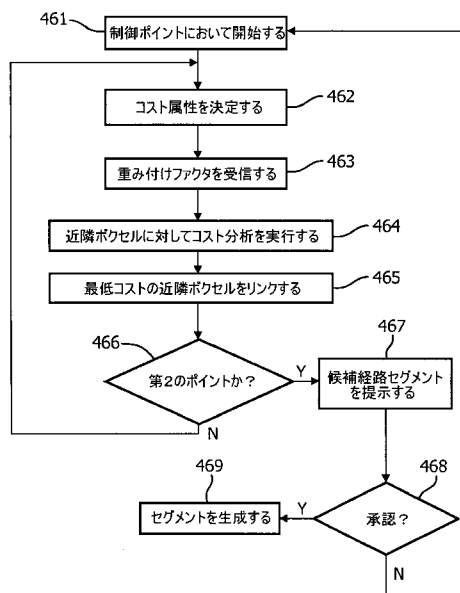 461
制御ポイントにおいて開始する
コスト属性を決定する
462
重み付けファクタを受信する
463
近隣ボクセルに対してコスト分析を実行する
464
最低コストの近隣ボクセルをリンクする
465
466
第2のポイントか?
Y
N
467
候補経路セグメント
を提示する
468
承認?
Y
N
469
セグメントを生成する